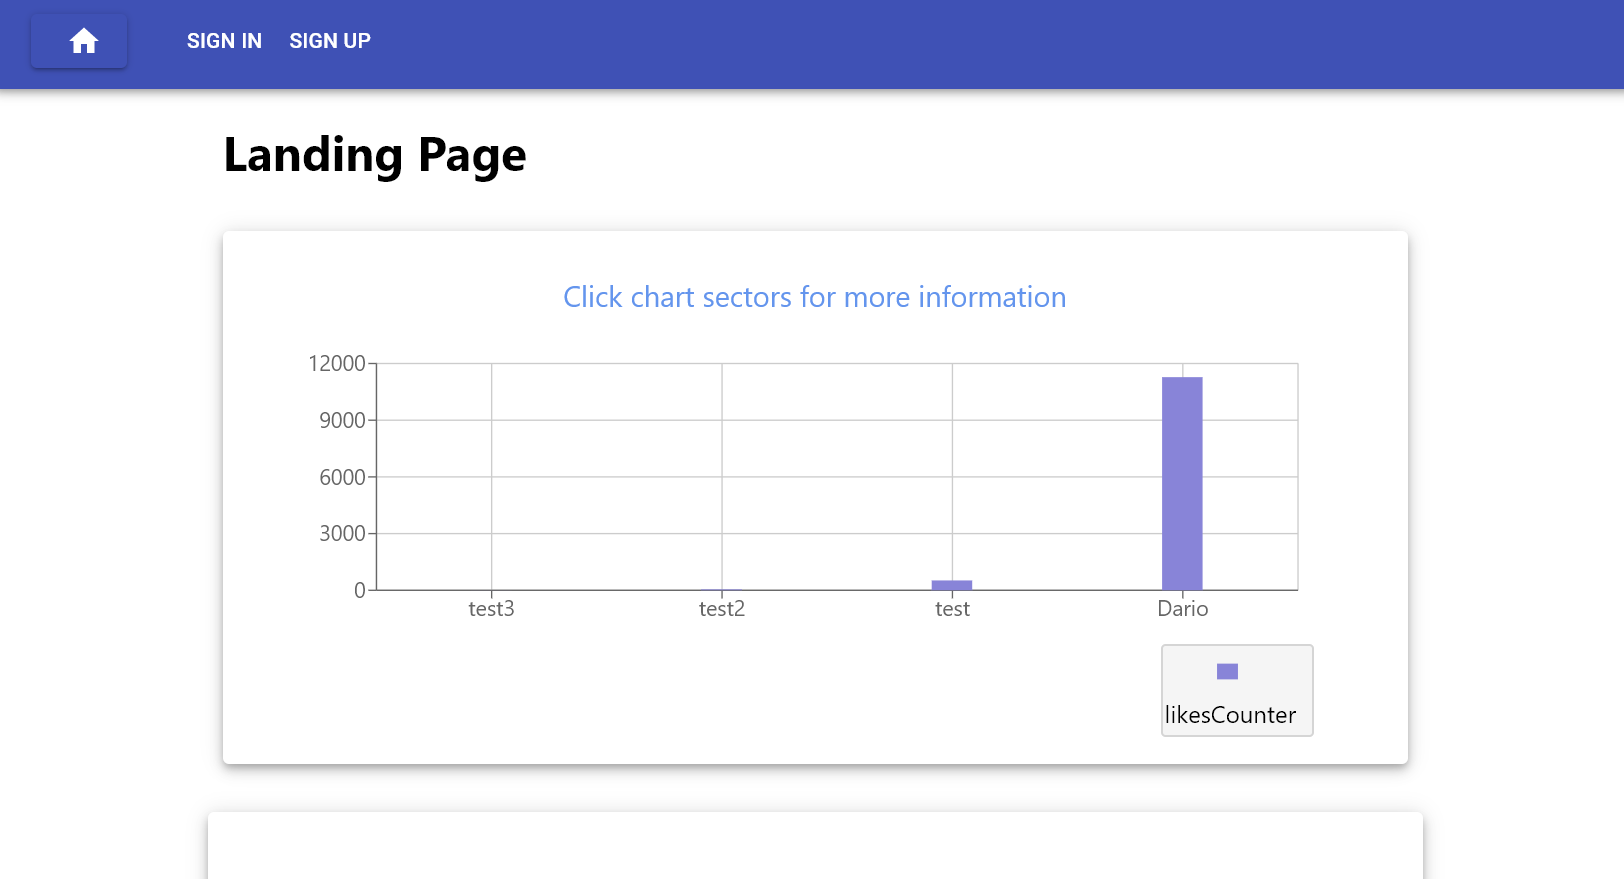 SIGN IN SIGN UP
Landing Page
Click chart sectors for more information
12000
9000
6000
3000
0
test3 test2 test Dario
likesCounter